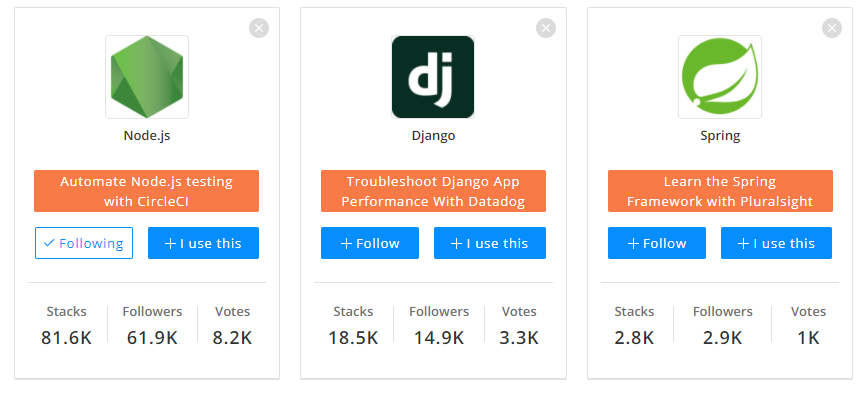 Node.js
Automate Node.js testing
with CircleCI
Following
I use this
Stacks
Followers
Votes
81.6K
61.9K
8.2K
dj
Django
Troubleshoot Django App
Performance With Datadog
+ Follow
+ I use this
Stacks
Followers
Votes
18.5K
14.9K
3.3K
Spring
Learn the Spring
Framework with Pluralsight
+ Follow
+ I use this
Stacks
Followers
Votes
2.8K
2.9K
1K